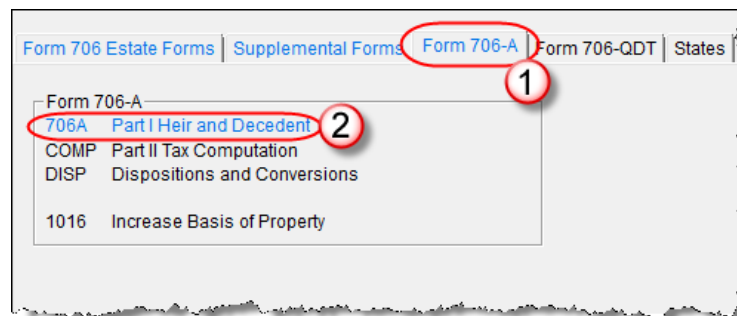 Form 706 Estate Forms Supplemental Forms Form 706-A Form 706-QDT States
1
Form 706-A
706A Part I Heir and Decedent 2
COMP Part II Tax Computation
DISP Dispositions and Conversions
1016 Increase Basis of Property